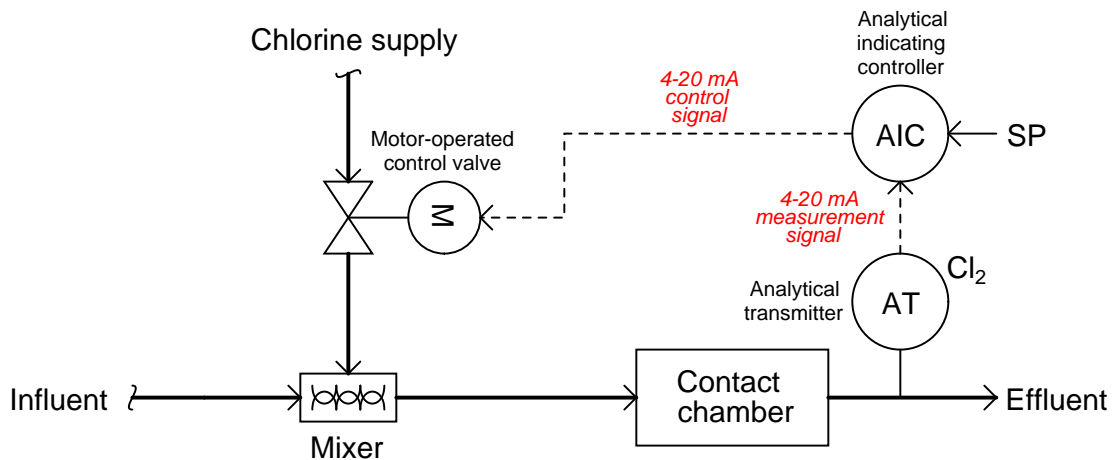 Chlorine supply
Analytical
indicating
controller
4-20 mA
control
signal
Motor-operated
control valve
M
AIC
SP
4-20 mA
measurement
signal
Cl₂
Analytical
transmitter
AT
Influent
Mixer
Contact
chamber
Effluent